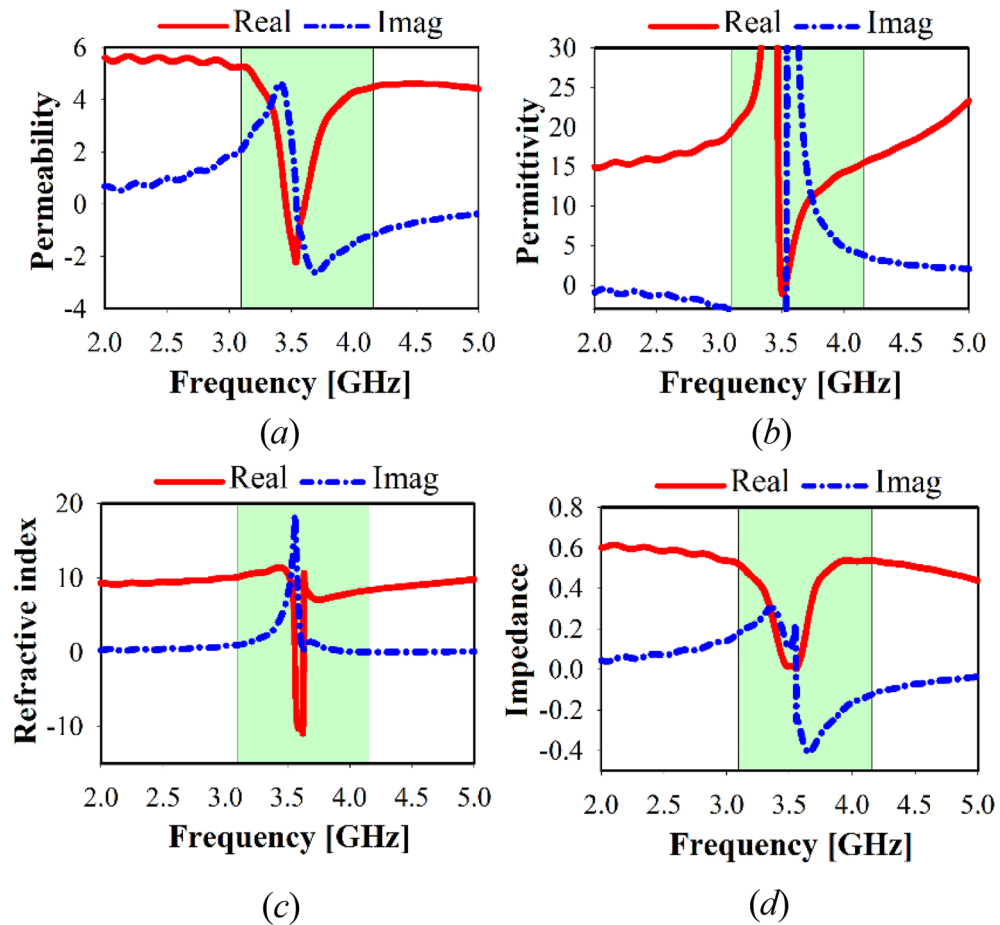 Real Imag
Permeability
6
4
2
0
-2
-4
2.0 2.5 3.0 3.5 4.0 4.5 5.0
Frequency [GHz]
(a)
Real Imag
Permittivity
30
25
20
15
10
5
0
2.0 2.5 3.0 3.5 4.0 4.5 5.0
Frequency [GHz]
(b)
Real Imag
Refractive index
20
10
0
-10
2.0 2.5 3.0 3.5 4.0 4.5 5.0
Frequency [GHz]
(c)
Real Imag
Impedance
0.8
0.6
0.4
0.2
0.0
-0.2
-0.4
2.0 2.5 3.0 3.5 4.0 4.5 5.0
Frequency [GHz]
(d)